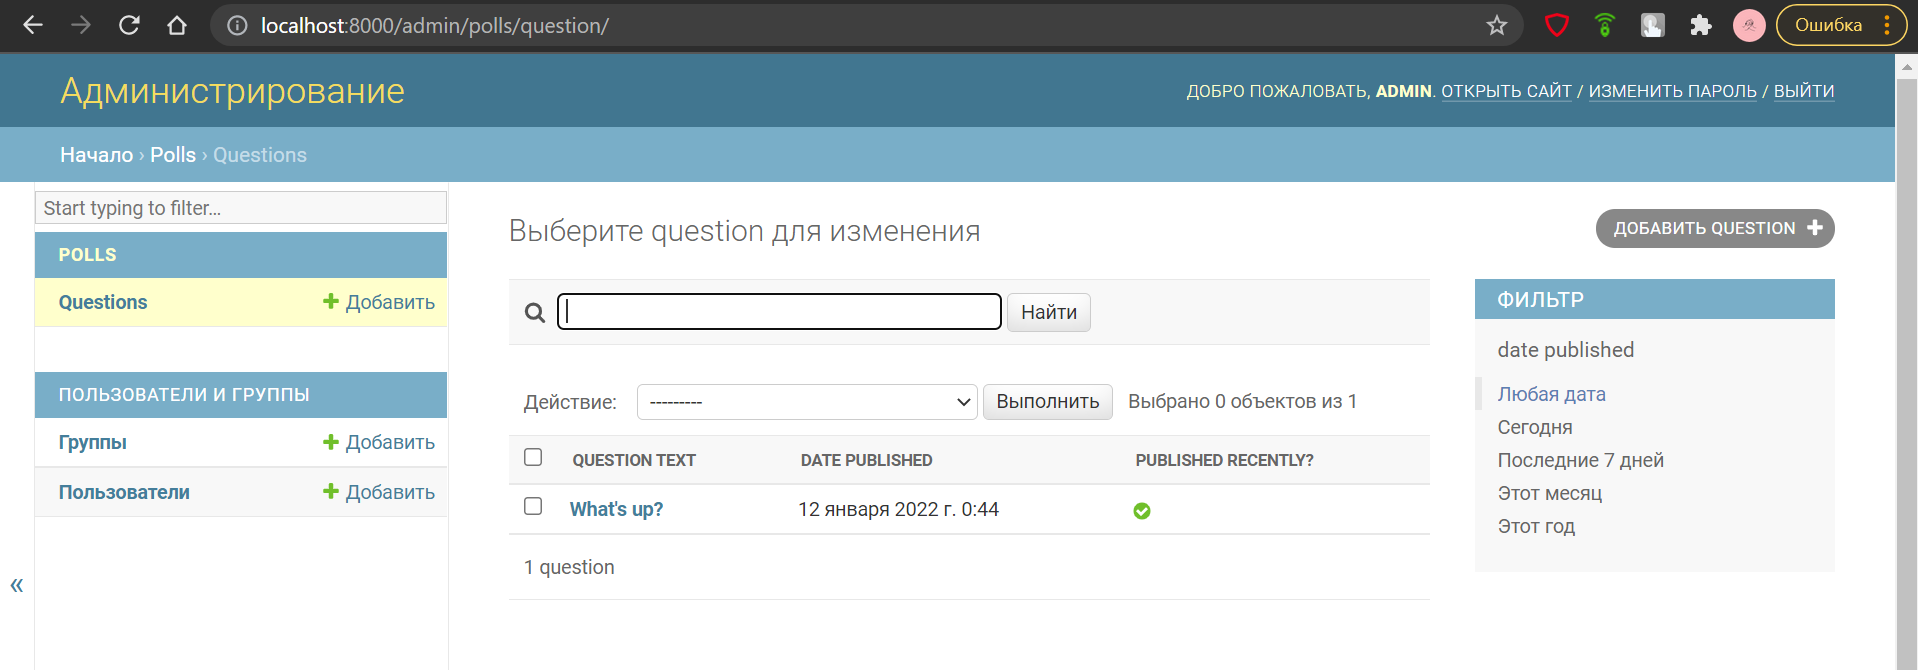 localhost:8000/admin/polls/question/
Ошибка
Администрирование
ДОБРО ПОЖАЛОВАТЬ, ADMIN. ОТКРЫТЬ САЙТ / ИЗМЕНИТЬ ПАРОЛЬ / ВЫЙТИ
Начало › Polls › Questions
Start typing to filter...
POLLS
Questions
Добавить
ПОЛЬЗОВАТЕЛИ И ГРУППЫ
Группы
Добавить
Пользователи
Добавить
«
Выберите question для изменения
ДОБАВИТЬ QUESTION
Найти
Действие: --------- Выполнить Выбрано 0 объектов из 1
QUESTION TEXT DATE PUBLISHED PUBLISHED RECENTLY?
What's up? 12 января 2022 г. 0:44
1 question
ФИЛЬТР
date published
Любая дата
Сегодня
Последние 7 дней
Этот месяц
Этот год